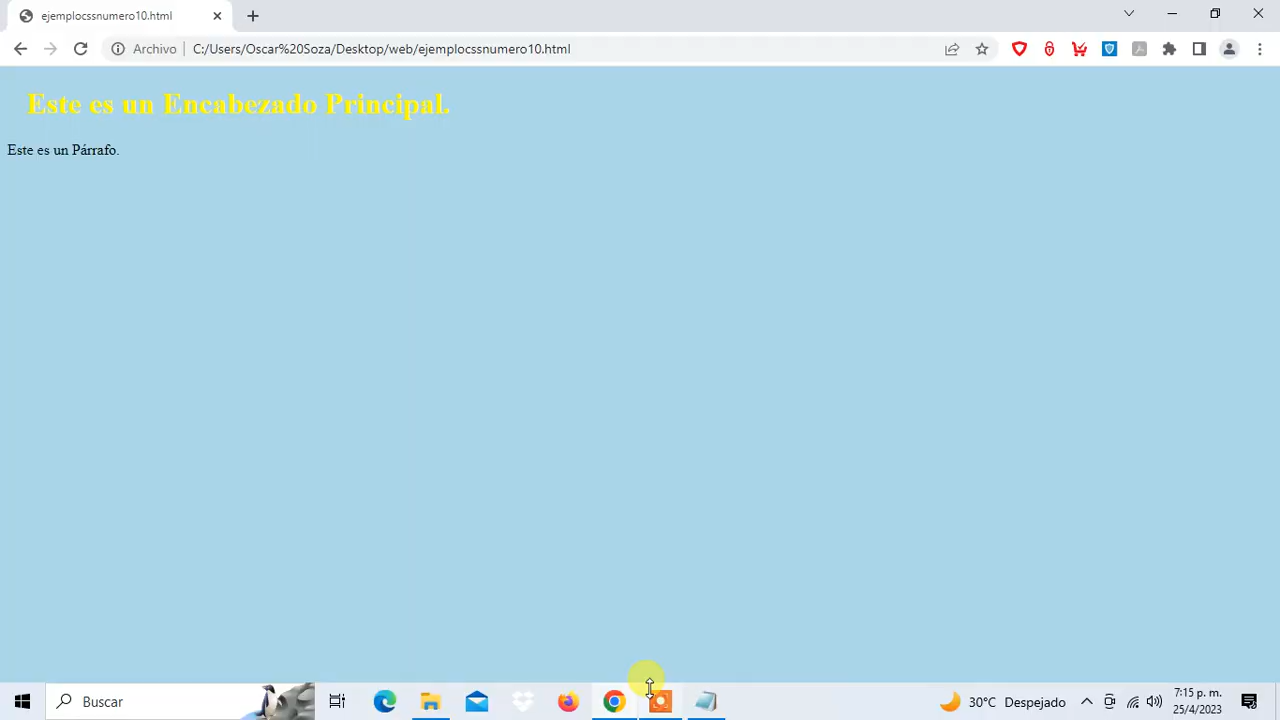 ejemplocssnumero10.html
Archivo C:/Users/Oscar%20Soza/Desktop/web/ejemplocssnumero10.html
Este es un Encabezado Principal.
Este es un Párrafo.
Buscar
30°C Despejado
7:15 p. m.
25/4/2023